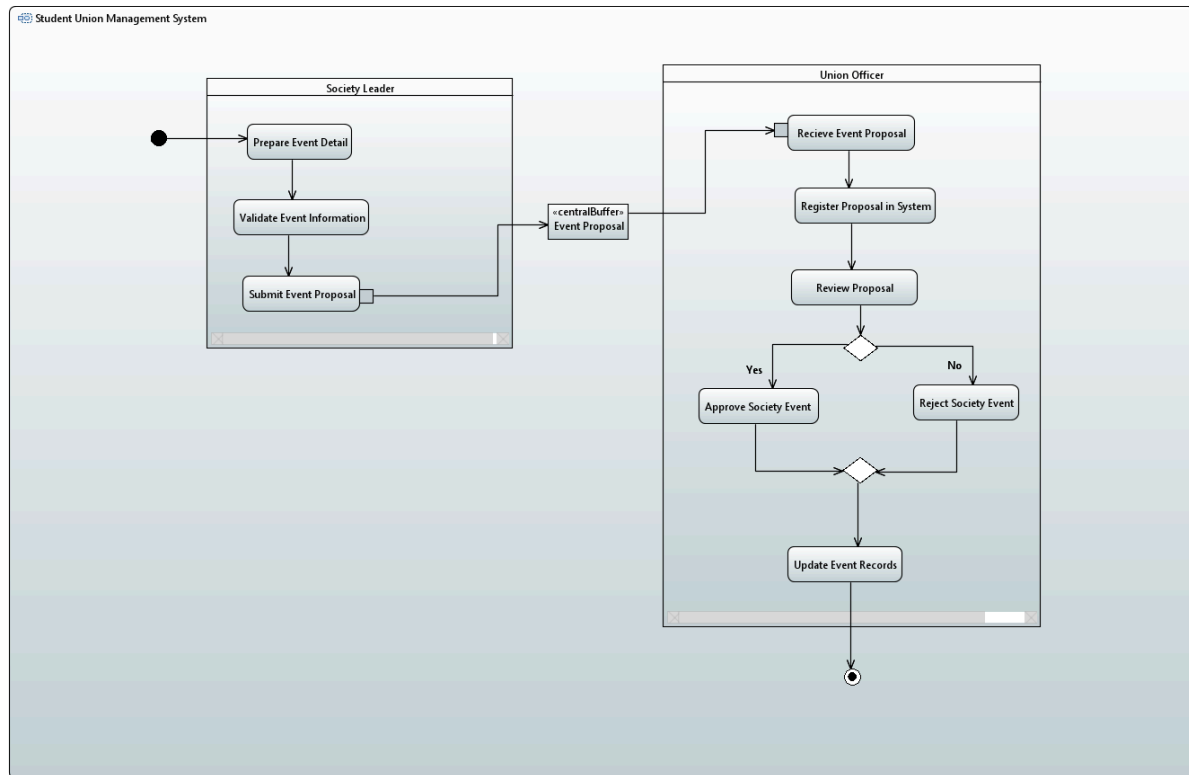 Student Union Management System
Society Leader
Prepare Event Detail
Validate Event Information
Submit Event Proposal
«centralBuffer»
Event Proposal
Union Officer
Recieve Event Proposal
Register Proposal in System
Review Proposal
Yes
No
Approve Society Event
Reject Society Event
Update Event Records